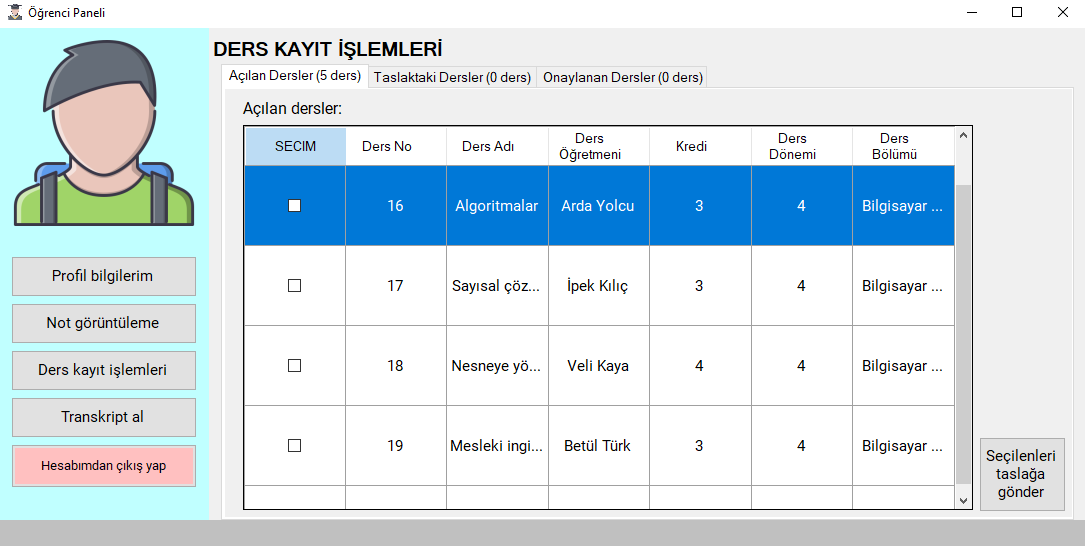 Öğrenci Paneli
DERS KAYIT İŞLEMLERİ
Açılan Dersler (5 ders) Taslaktaki Dersler (0 ders) Onaylanan Dersler (0 ders)
Açılan dersler:
SECIM Ders No Ders Adı Ders Öğretmeni Kredi Ders Dönemi Ders Bölümü
16 Algoritmalar Arda Yolcu 3 4 Bilgisayar ...
17 Sayısal çöz... İpek Kılıç 3 4 Bilgisayar ...
18 Nesneye yö... Veli Kaya 4 4 Bilgisayar ...
19 Mesleki ingi... Betül Türk 3 4 Bilgisayar ...
Profil bilgilerim
Not görüntüleme
Ders kayıt işlemleri
Transkript al
Hesabımdan çıkış yap
Seçilenleri
taslağa
gönder